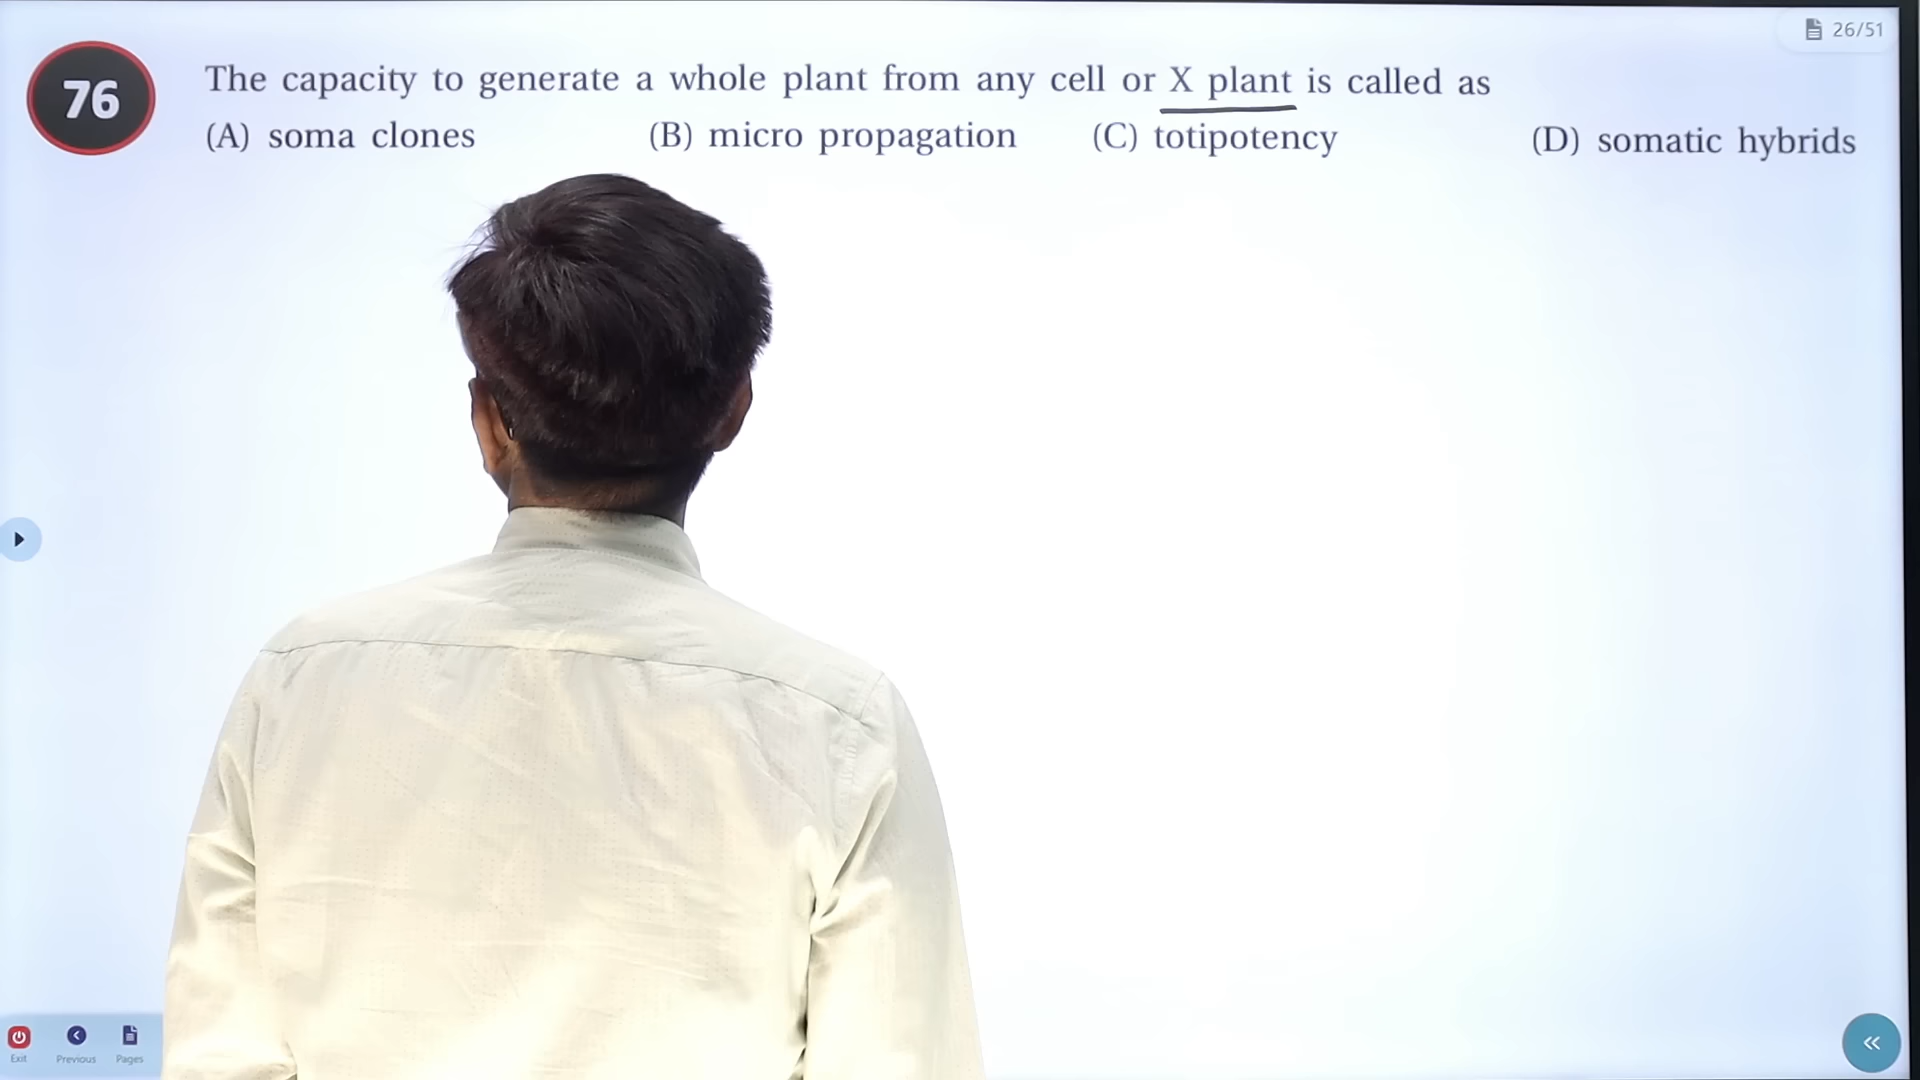 26/51
76
The capacity to generate a whole plant from any cell or X plant is called as
(A) soma clones (B) micro propagation (C) totipotency (D) somatic hybrids
Exit Previous Pages